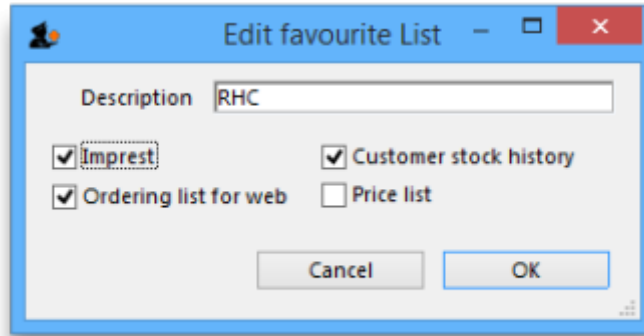 Edit favourite List
Description RHC
Imprest Customer stock history
Ordering list for web Price list
Cancel OK